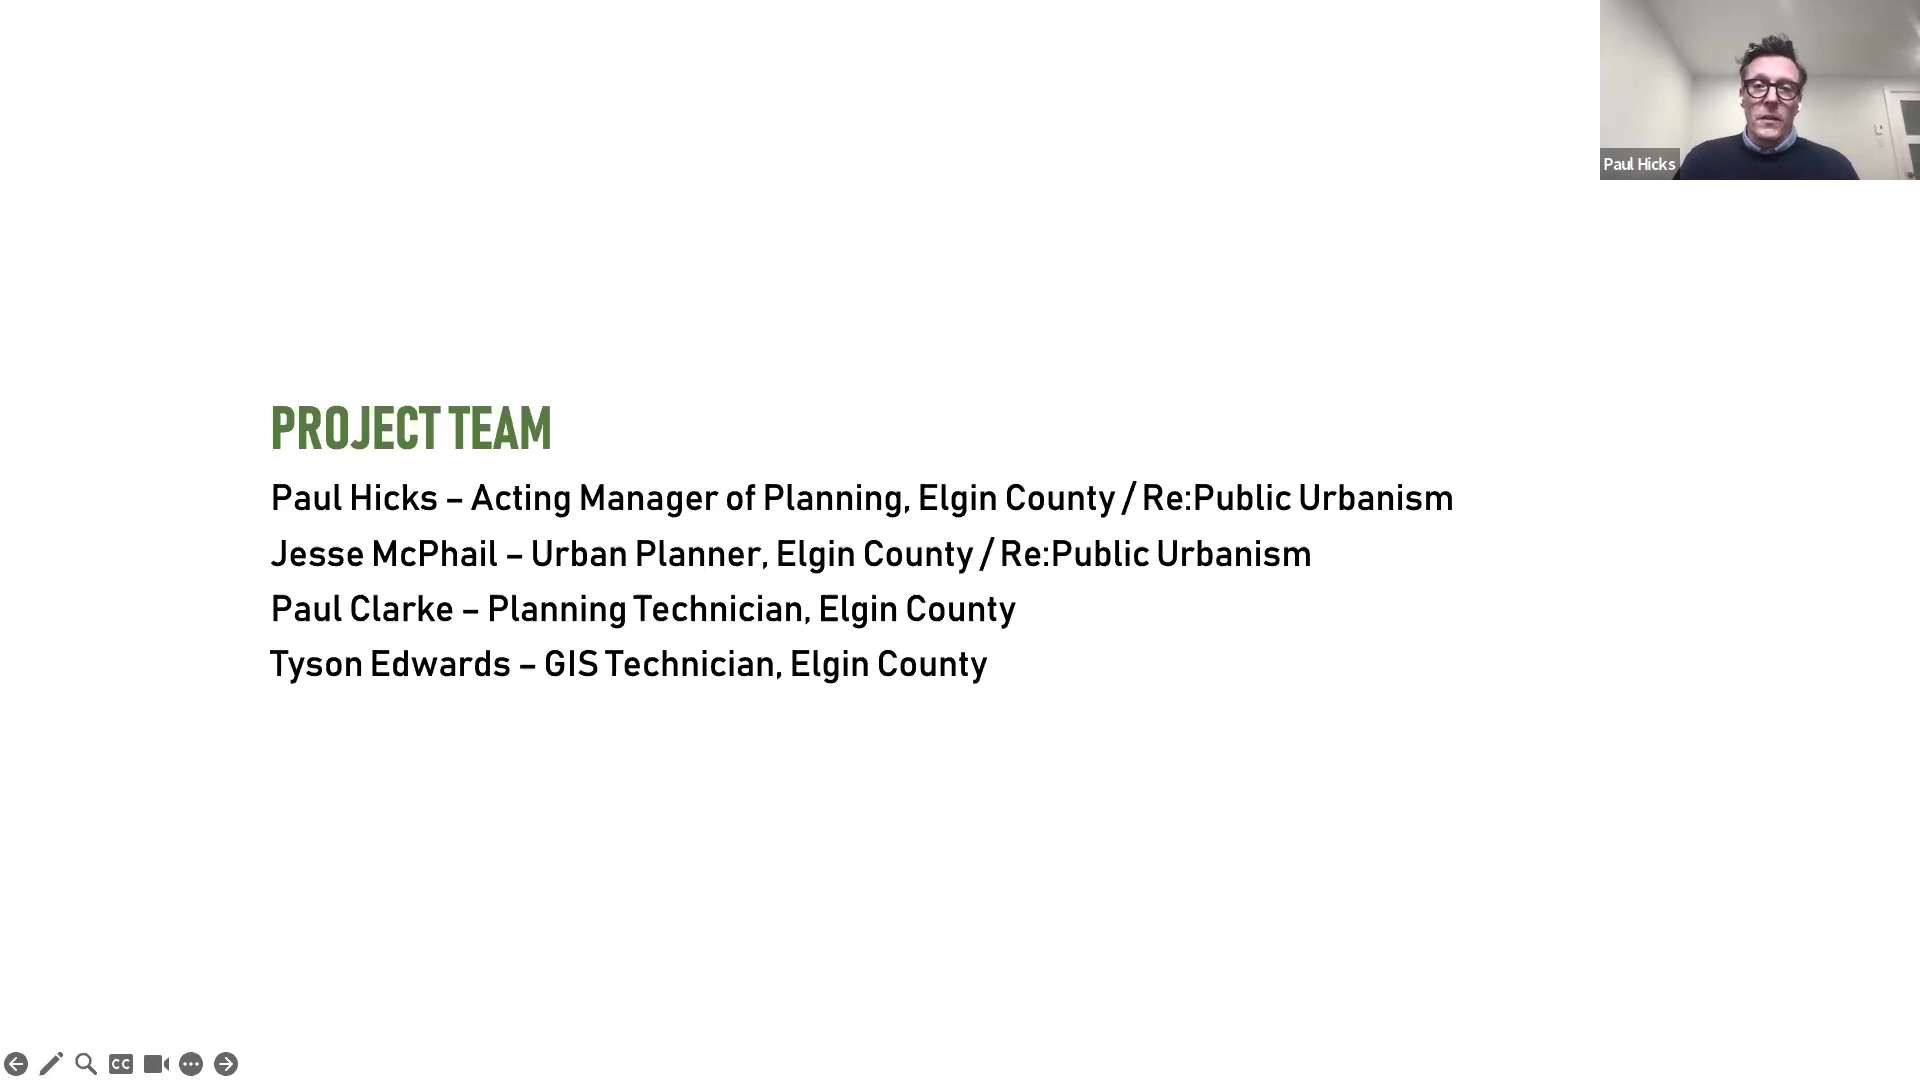 Paul Hicks
PROJECT TEAM
Paul Hicks – Acting Manager of Planning, Elgin County / Re:Public Urbanism
Jesse McPhail – Urban Planner, Elgin County / Re:Public Urbanism
Paul Clarke – Planning Technician, Elgin County
Tyson Edwards – GIS Technician, Elgin County
CC